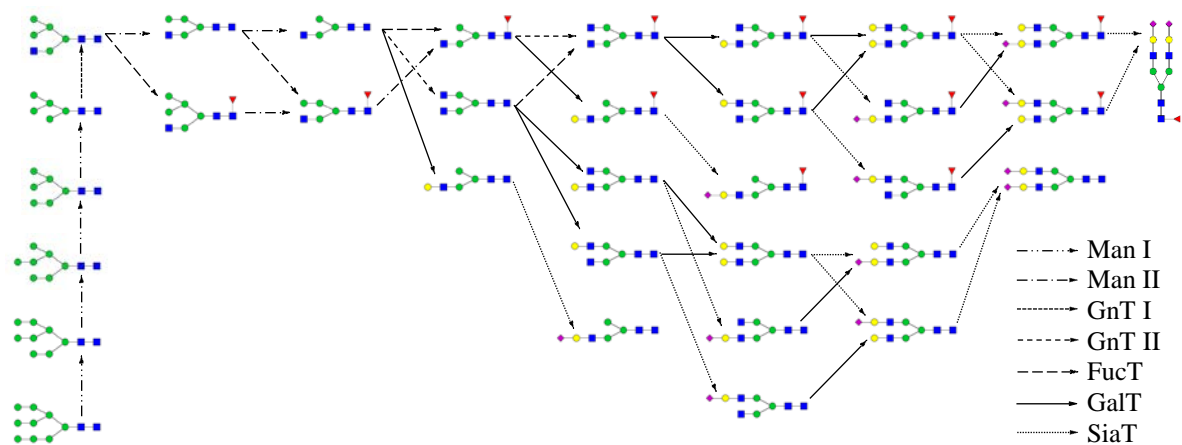 Man I
Man II
GnT I
GnT II
FucT
GalT
SiaT